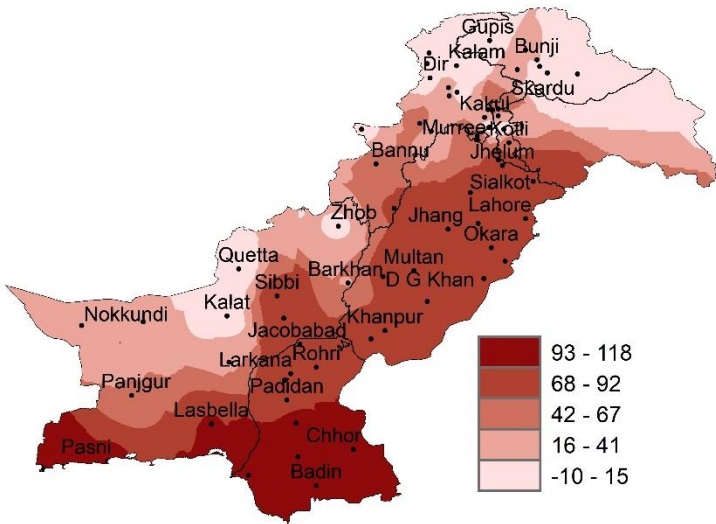 Gupis
Kalam
Bunji
Dir
Skardu
Kakul
Murree
Kotli
Bannu
Jhelum
Sialkot
Zhob
Jhang
Lahore
Okara
Quetta
Multan
Barkhan
D G Khan
Sibbi
Kalat
Nokkundi
Khanpur
Jacobabad
Larkana
Rohri
Panjgur
Padidan
Lasbella
Pasni
Chhor
Badin
93 - 118
68 - 92
42 - 67
16 - 41
-10 - 15